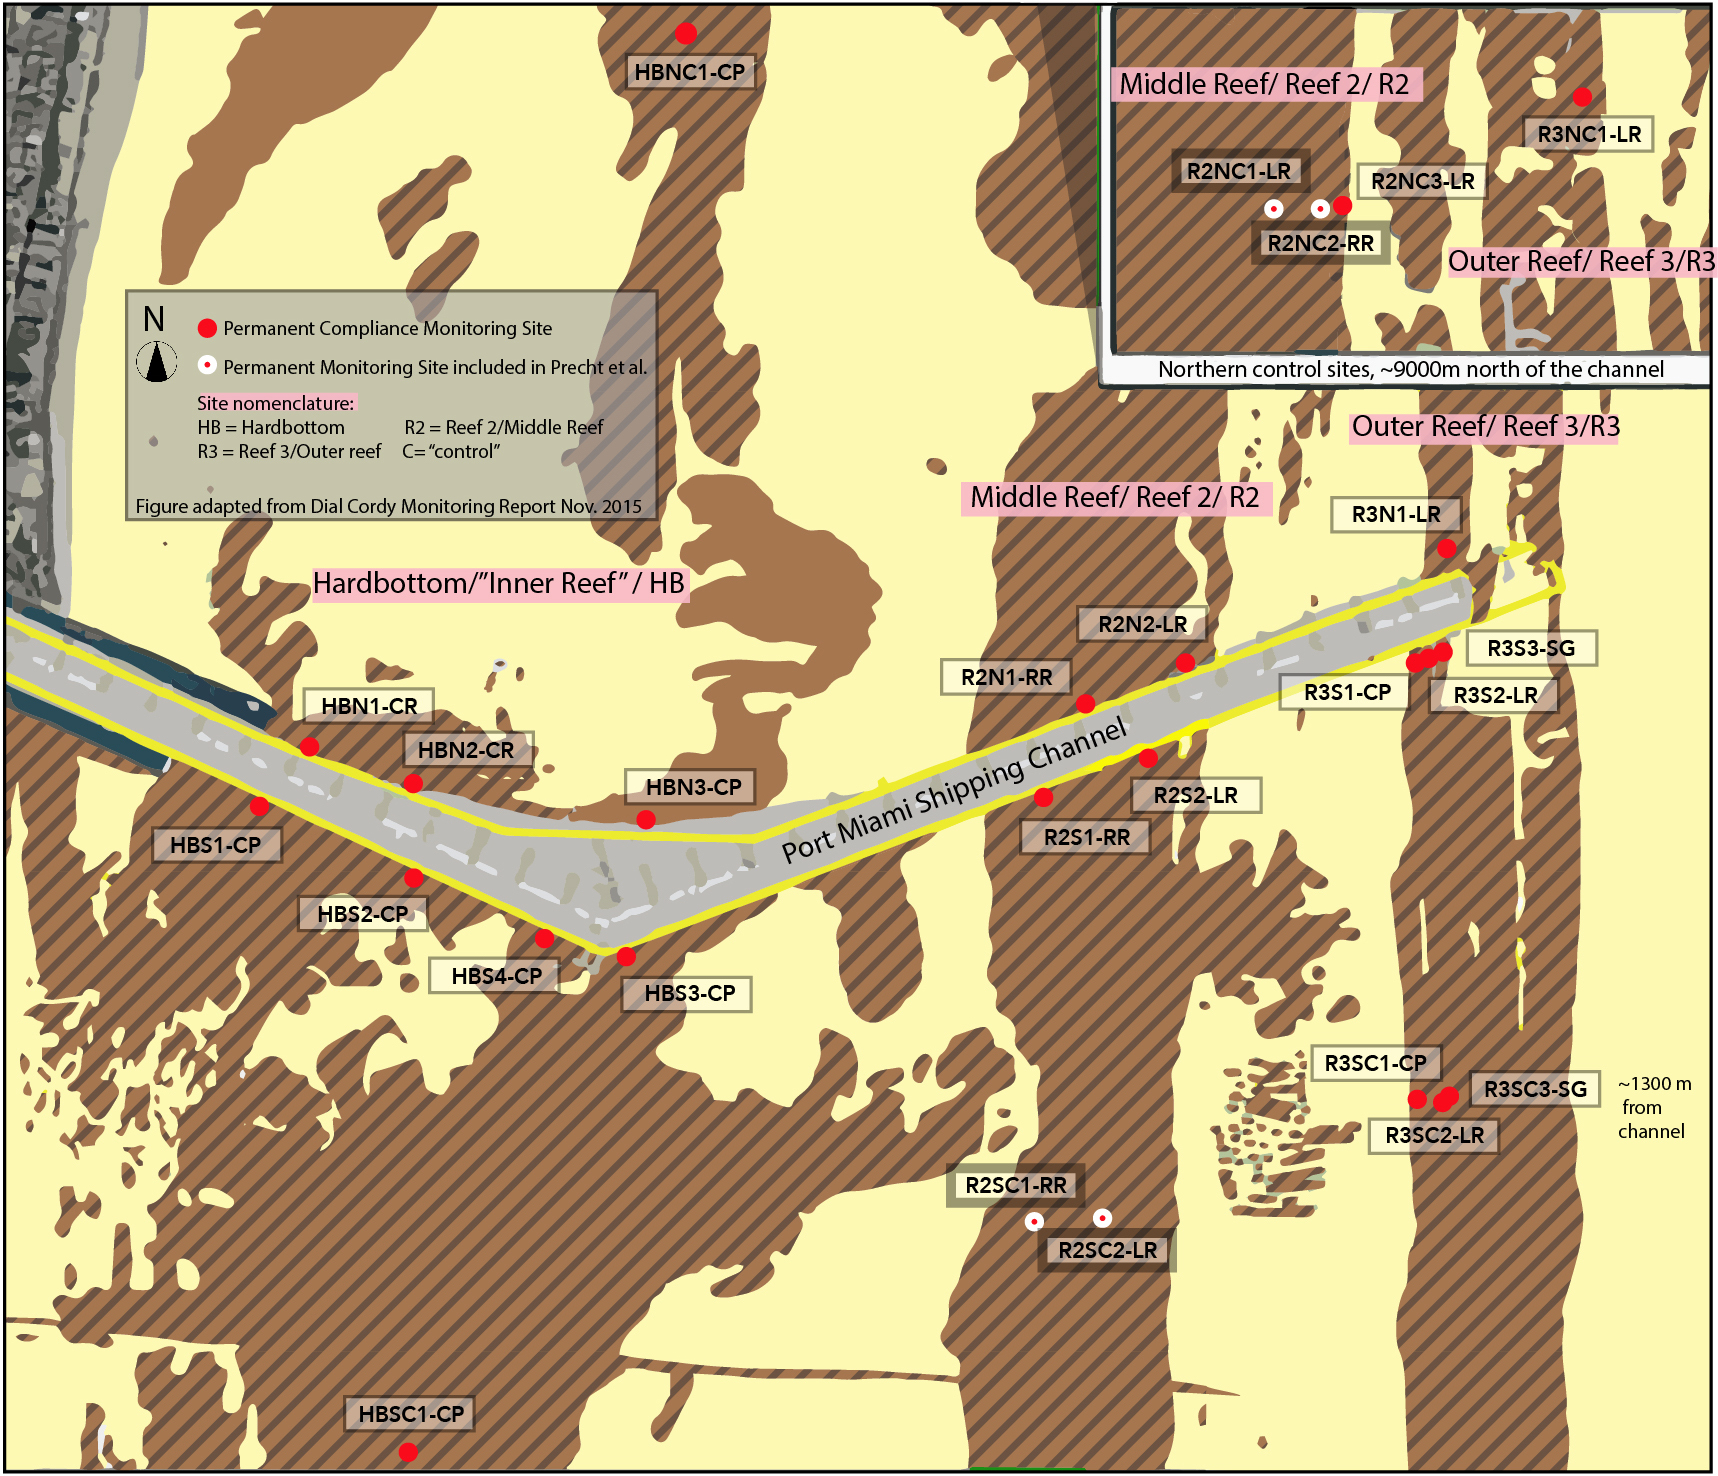 HBNC1-CP
Middle Reef/ Reef 2/ R2
R3NC1-LR
R2NC1-LR
R2NC3-LR
R2NC2-RR
Outer Reef/ Reef 3/R3
Northern control sites, ~9000m north of the channel
N
Permanent Compliance Monitoring Site
Permanent Monitoring Site included in Precht et al.
Site nomenclature:
HB = Hardbottom R2 = Reef 2/Middle Reef
R3 = Reef 3/Outer reef C= “control”
Figure adapted from Dial Cordy Monitoring Report Nov. 2015
Outer Reef/ Reef 3/R3
Middle Reef/ Reef 2/ R2
R3N1-LR
Hardbottom/”Inner Reef” / HB
R2N2-LR
R3S3-SG
R2N1-RR
R3S1-CP
R3S2-LR
HBN1-CR
HBN2-CR
HBN3-CP
Port Miami Shipping Channel
R2S2-LR
R2S1-RR
HBS1-CP
HBS2-CP
HBS4-CP
HBS3-CP
R3SC1-CP
R3SC3-SG
R3SC2-LR
~1300 m
from
channel
R2SC1-RR
R2SC2-LR
HBSC1-CP